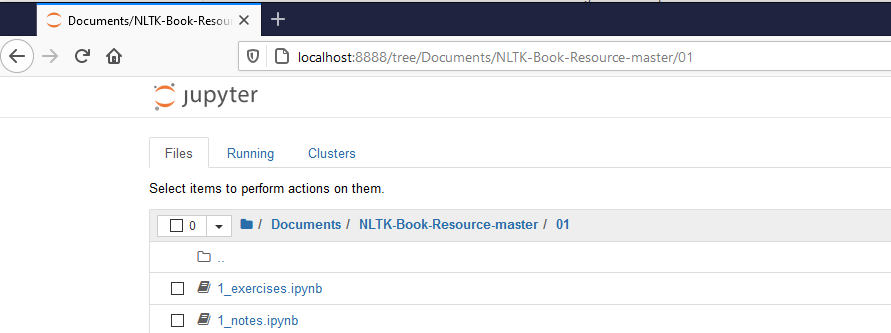 Documents/NLTK-Book-Resour
localhost:8888/tree/Documents/NLTK-Book-Resource-master/01
jupyter
Files Running Clusters
Select items to perform actions on them.
0 / Documents / NLTK-Book-Resource-master / 01
..
1_exercises.ipynb
1_notes.ipynb